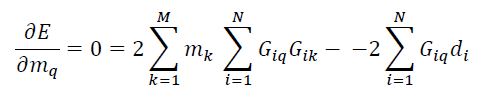 ∂E/∂m_q = 0 = 2 ∑_{k=1}^{M} m_k ∑_{i=1}^{N} G_{iq}G_{ik} − −2 ∑_{i=1}^{N} G_{iq}d_i